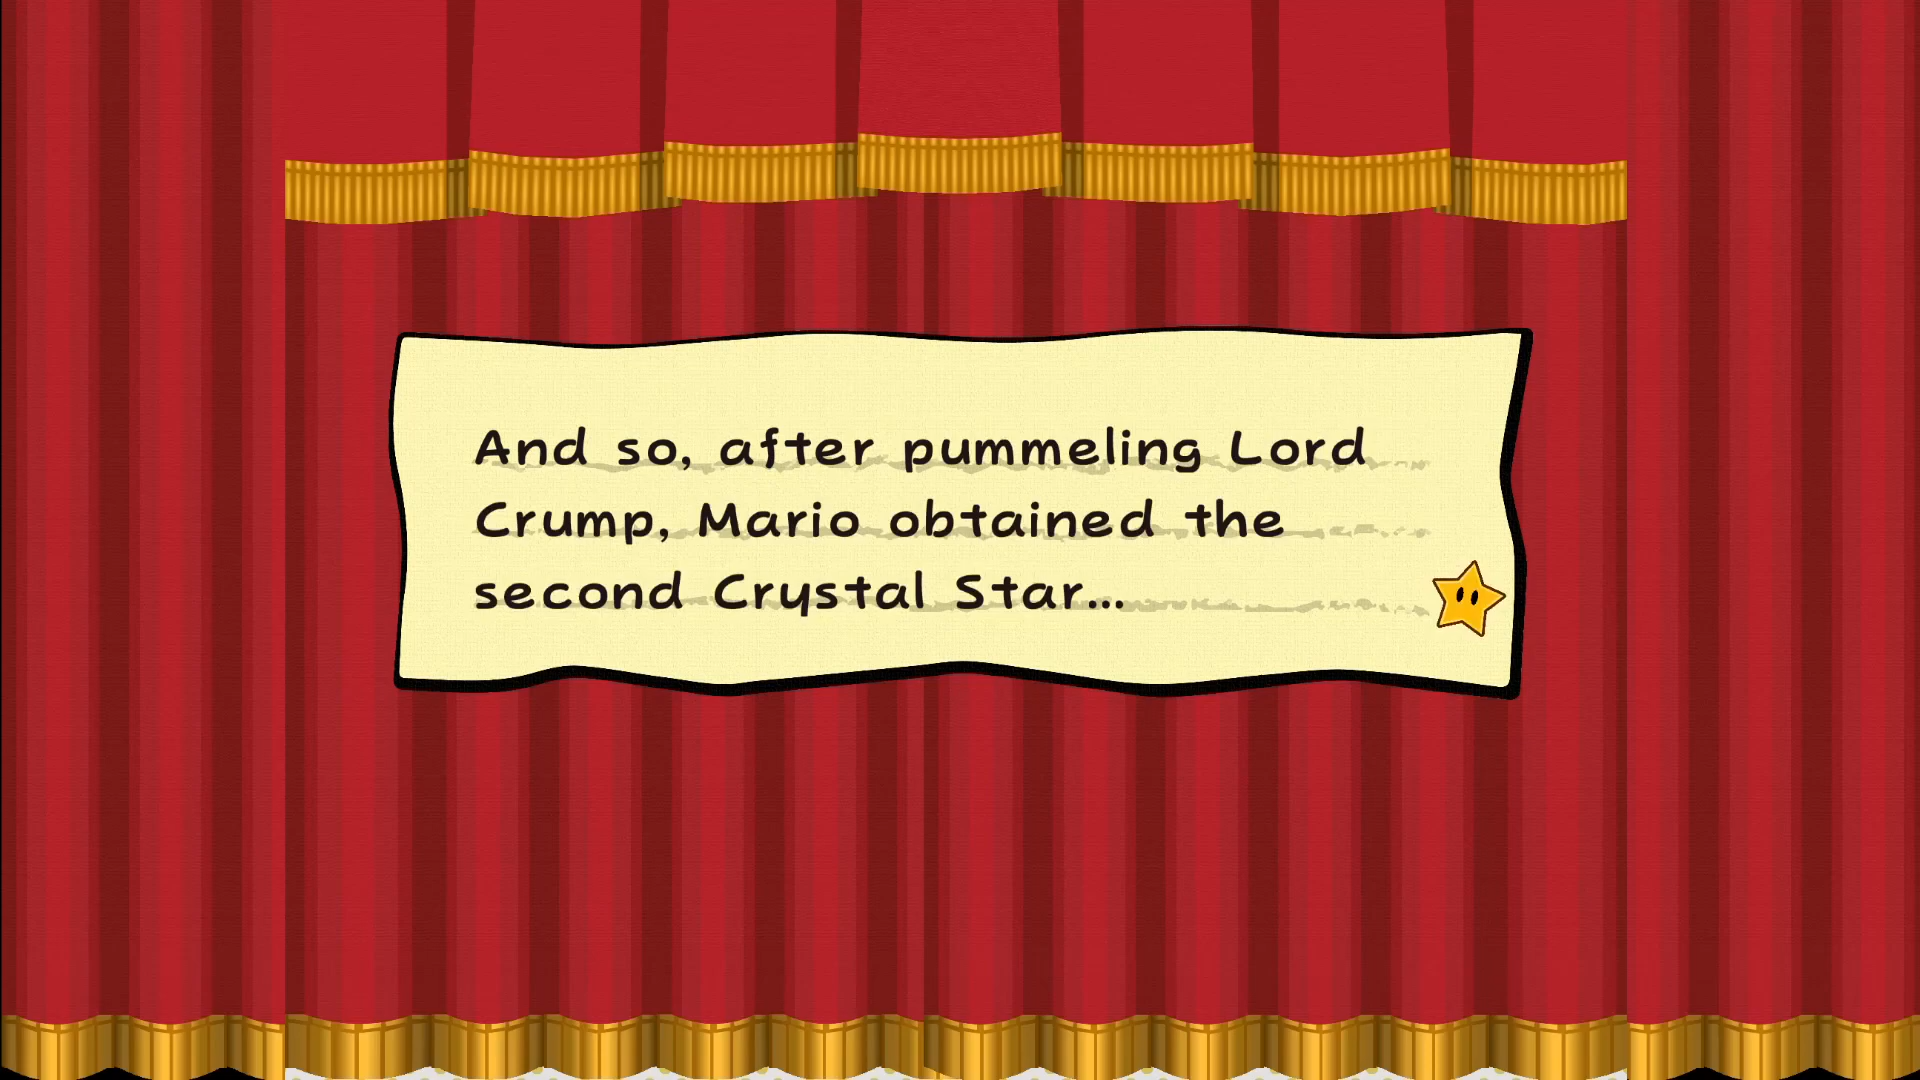 And so, after pummeling Lord
Crump, Mario obtained the
second Crystal Star...